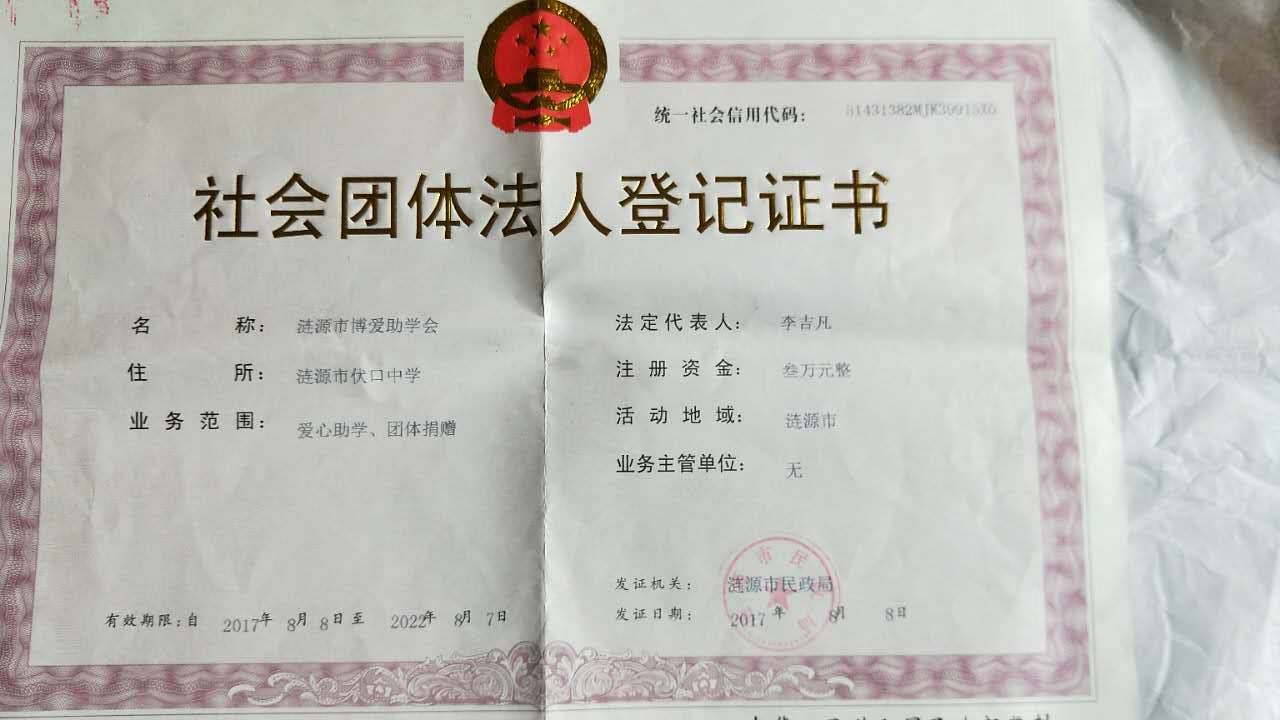 统一社会信用代码： 51431382MJK39915X0
社会团体法人登记证书
名 称： 涟源市博爱助学会
住 所： 涟源市伏口中学
业 务 范 围： 爱心助学、团体捐赠
法 定 代 表 人： 李吉凡
注 册 资 金： 叁万元整
活 动 地 域： 涟源市
业务主管单位： 无
发证机关： 涟源市民政局
发证日期： 2017 年 8月 8日
有效期限：自 2017年 8月 8日 至 2022年 8月 7日